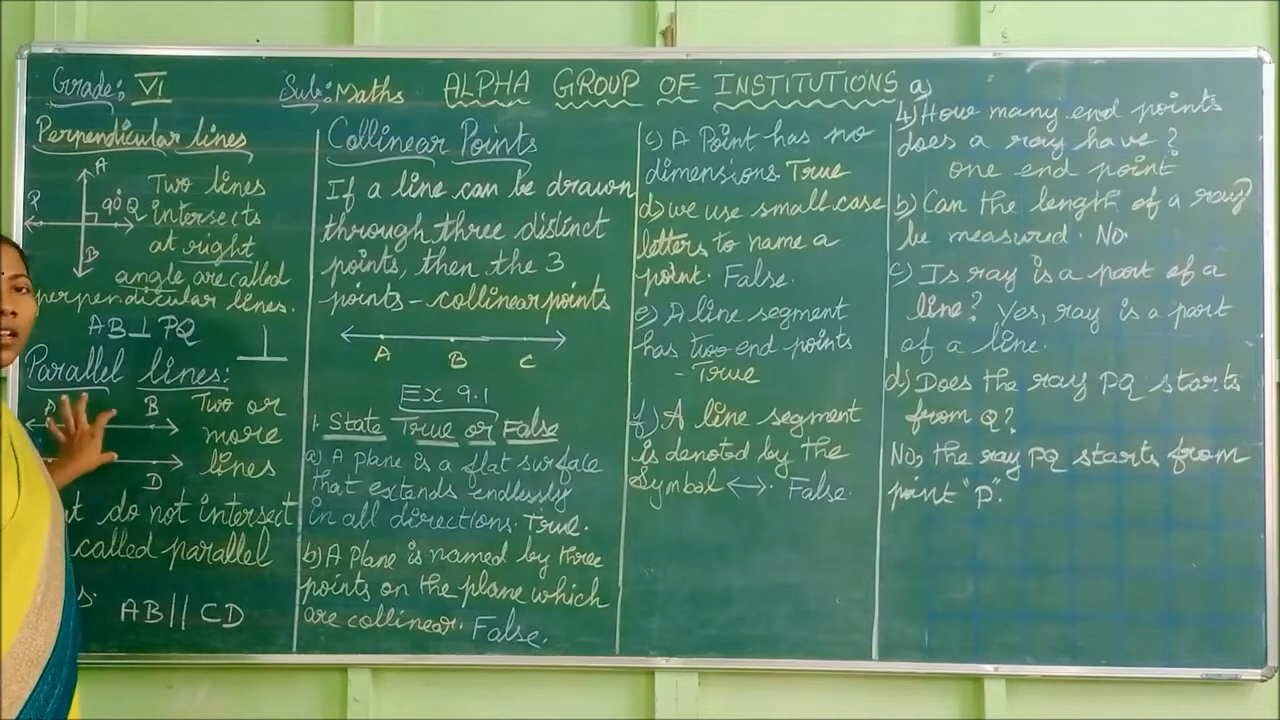 Grade: VI
Sub: Maths
ALPHA GROUP OF INSTITUTIONS
Perpendicular lines
A
P
90°
Q
B
Two lines
intersects
at right
angle are called
perpendicular lines.
AB ⊥ PQ
⊥
Parallel lines:
A B
D
Two or
more
lines
do not intersect
called parallel
AB || CD
Collinear Points
If a line can be drawn
through three distinct
points, then the 3
points - collinear points
A B C
Ex 9.1
1. State True or False
a) A plane is a flat surface
that extends endlessly
in all directions. True.
b) A Plane is named by three
points on the plane which
are collinear. False.
c) A Point has no
dimensions. True
d) we use small case
letters to name a
point. False.
e) A line segment
has two end points
- True
f) A line segment
is denoted by the
Symbol ↔. False.
a)
4) How many end points
does a ray have?
one end point
b) Can the length of a ray
be measured. No.
c) Is ray is a part of a
line? Yes, ray is a part
of a line.
d) Does the ray PQ starts
from Q?
No, the ray PQ starts from
point "P".